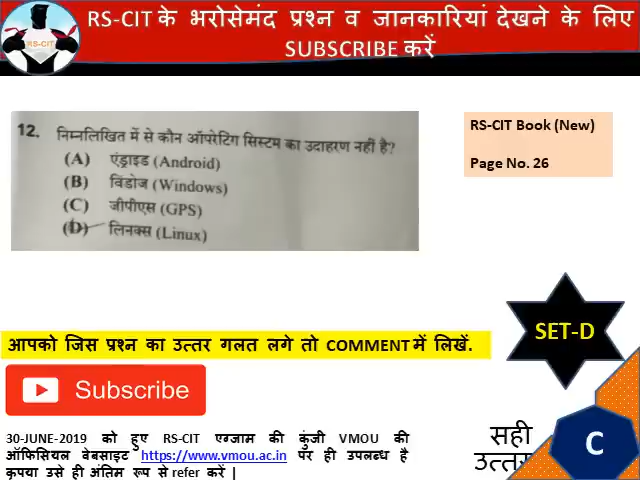 RS-CIT के भरोसेमंद प्रश्न व जानकारियां देखने के लिए
SUBSCRIBE करें
RS-CIT
12. निम्नलिखित में से कौन ऑपरेटिंग सिस्टम का उदाहरण नहीं है?
(A) एंड्राइड (Android)
(B) विंडोज (Windows)
(C) जीपीएस (GPS)
(D) लिनक्स (Linux)
RS-CIT Book (New)
Page No. 26
SET-D
आपको जिस प्रश्न का उत्तर गलत लगे तो COMMENT में लिखें.
Subscribe
30-JUNE-2019 को हुए RS-CIT एग्जाम की कुंजी VMOU की
ऑफिसियल वेबसाइट https://www.vmou.ac.in पर ही उपलब्ध है
कृपया उसे ही अंतिम रूप से refer करें |
सही
उत्तर
C